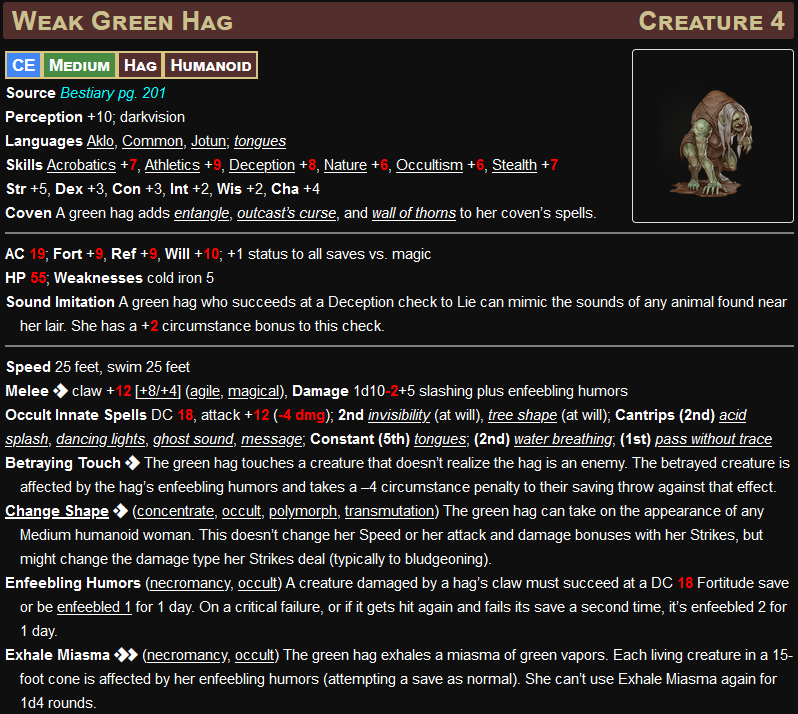 Weak Green Hag Creature 4
CE Medium Hag Humanoid
Source Bestiary pg. 201
Perception +10; darkvision
Languages Aklo, Common, Jotun; tongues
Skills Acrobatics +7, Athletics +9, Deception +8, Nature +6, Occultism +6, Stealth +7
Str +5, Dex +3, Con +3, Int +2, Wis +2, Cha +4
Coven A green hag adds entangle, outcast's curse, and wall of thorns to her coven's spells.
AC 19; Fort +9, Ref +9, Will +10; +1 status to all saves vs. magic
HP 55; Weaknesses cold iron 5
Sound Imitation A green hag who succeeds at a Deception check to Lie can mimic the sounds of any animal found near
her lair. She has a +2 circumstance bonus to this check.
Speed 25 feet, swim 25 feet
Melee claw +12 [+8/+4] (agile, magical), Damage 1d10-2+5 slashing plus enfeebling humors
Occult Innate Spells DC 18, attack +12 (-4 dmg); 2nd invisibility (at will), tree shape (at will); Cantrips (2nd) acid
splash, dancing lights, ghost sound, message; Constant (5th) tongues; (2nd) water breathing; (1st) pass without trace
Betraying Touch The green hag touches a creature that doesn't realize the hag is an enemy. The betrayed creature is
affected by the hag's enfeebling humors and takes a –4 circumstance penalty to their saving throw against that effect.
Change Shape (concentrate, occult, polymorph, transmutation) The green hag can take on the appearance of any
Medium humanoid woman. This doesn't change her Speed or her attack and damage bonuses with her Strikes, but
might change the damage type her Strikes deal (typically to bludgeoning).
Enfeebling Humors (necromancy, occult) A creature damaged by a hag's claw must succeed at a DC 18 Fortitude save
or be enfeebled 1 for 1 day. On a critical failure, or if it gets hit again and fails its save a second time, it's enfeebled 2 for
1 day.
Exhale Miasma (necromancy, occult) The green hag exhales a miasma of green vapors. Each living creature in a 15-
foot cone is affected by her enfeebling humors (attempting a save as normal). She can't use Exhale Miasma again for
1d4 rounds.